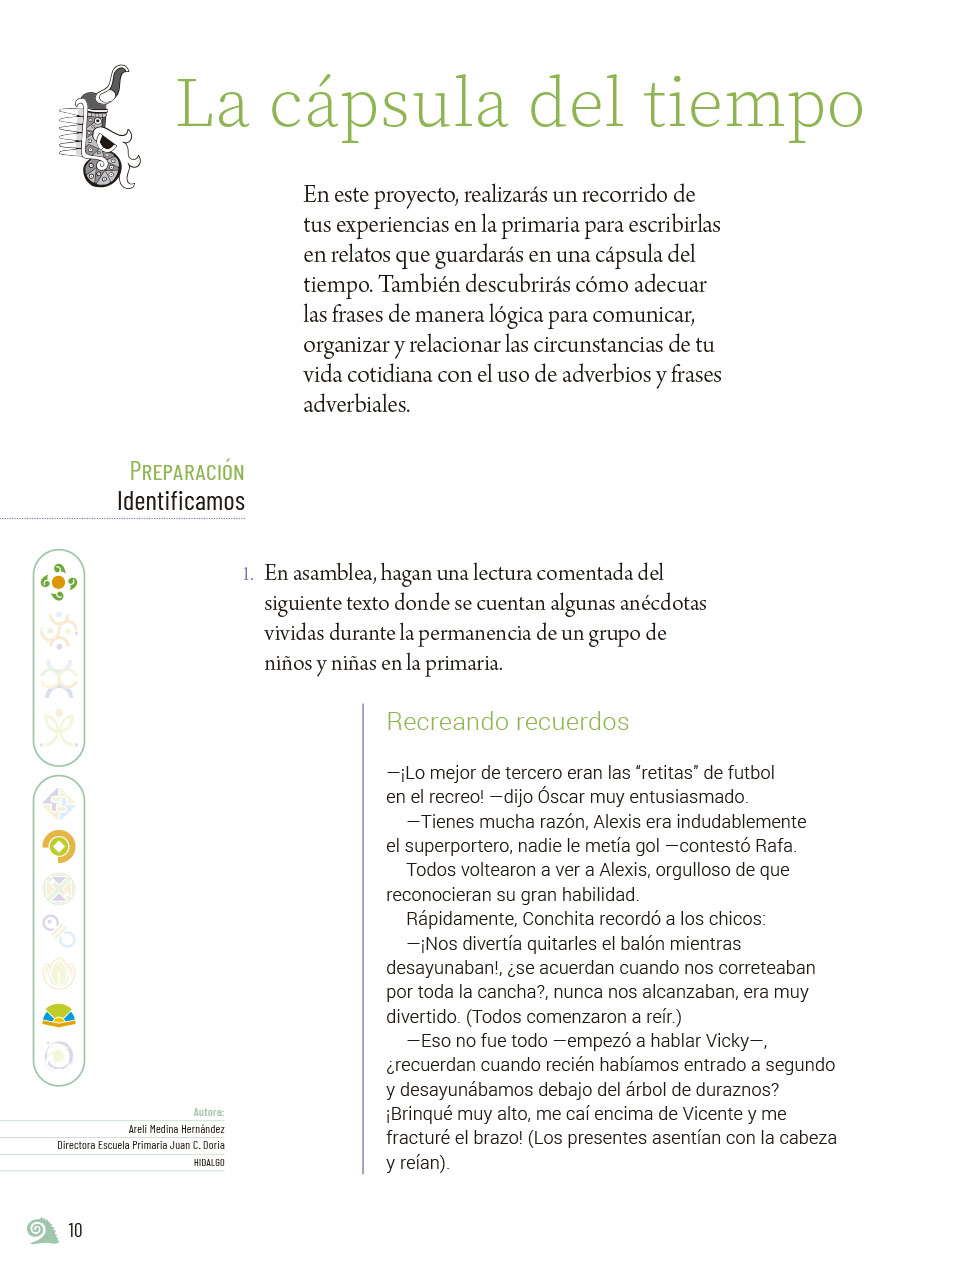 La cápsula del tiempo
En este proyecto, realizarás un recorrido de
tus experiencias en la primaria para escribirlas
en relatos que guardarás en una cápsula del
tiempo. También descubrirás cómo adecuar
las frases de manera lógica para comunicar,
organizar y relacionar las circunstancias de tu
vida cotidiana con el uso de adverbios y frases
adverbiales.
Preparación
Identificamos
1. En asamblea, hagan una lectura comentada del
siguiente texto donde se cuentan algunas anécdotas
vividas durante la permanencia de un grupo de
niños y niñas en la primaria.
Recreando recuerdos
—¡Lo mejor de tercero eran las “retitas” de futbol
en el recreo! —dijo Óscar muy entusiasmado.
—Tienes mucha razón, Alexis era indudablemente
el superportero, nadie le metía gol —contestó Rafa.
Todos voltearon a ver a Alexis, orgulloso de que
reconocieran su gran habilidad.
Rápidamente, Conchita recordó a los chicos:
—¡Nos divertía quitarles el balón mientras
desayunaban!, ¿se acuerdan cuando nos correteaban
por toda la cancha?, nunca nos alcanzaban, era muy
divertido. (Todos comenzaron a reír.)
—Eso no fue todo —empezó a hablar Vicky—,
¿recuerdan cuando recién habíamos entrado a segundo
y desayunábamos debajo del árbol de duraznos?
¡Brinqué muy alto, me caí encima de Vicente y me
fracturé el brazo! (Los presentes asentían con la cabeza
y reían).
Autora:
Areli Medina Hernández
Directora Escuela Primaria Juan C. Doria
HIDALGO
10